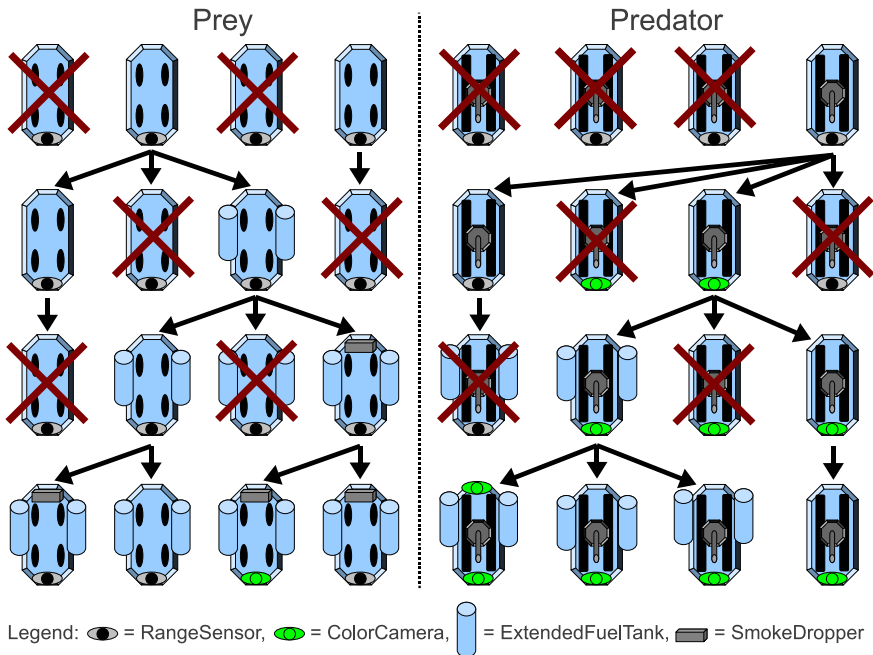 Prey
Predator
Legend: = RangeSensor, = ColorCamera, = ExtendedFuelTank, = SmokeDropper